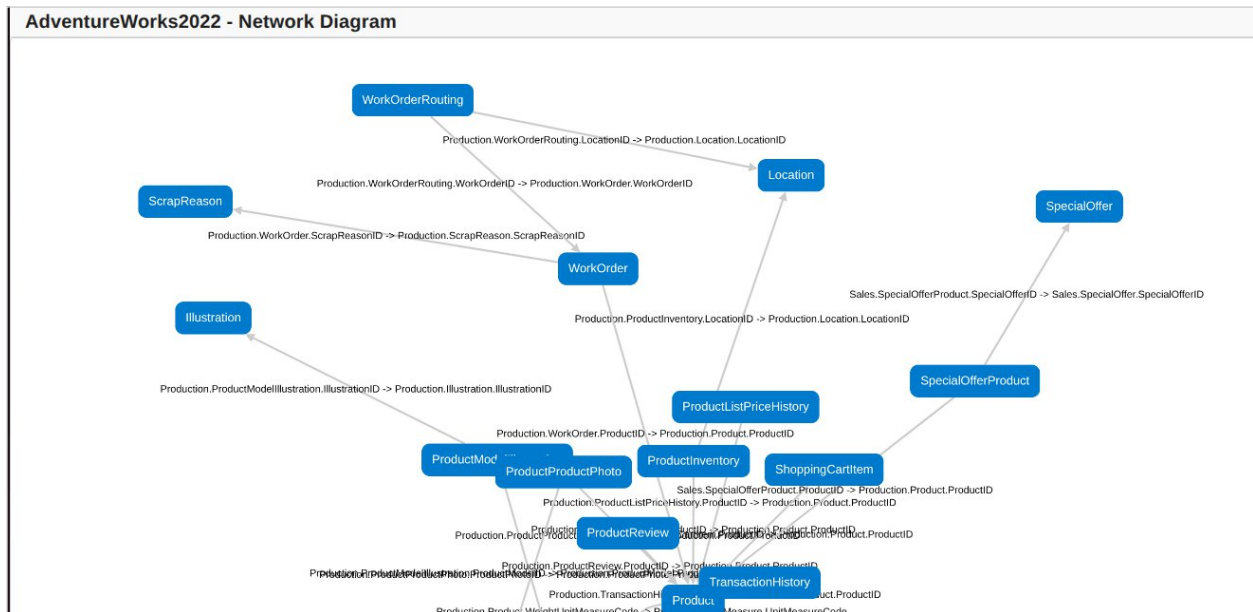 AdventureWorks2022 - Network Diagram
WorkOrderRouting
Production.WorkOrderRouting.LocationID -> Production.Location.LocationID
Location
Production.WorkOrderRouting.WorkOrderID -> Production.WorkOrder.WorkOrderID
ScrapReason
SpecialOffer
Production.WorkOrder.ScrapReasonID -> Production.ScrapReason.ScrapReasonID
WorkOrder
Sales.SpecialOfferProduct.SpecialOfferID -> Sales.SpecialOffer.SpecialOfferID
Illustration
Production.ProductInventory.LocationID -> Production.Location.LocationID
SpecialOfferProduct
Production.ProductModelIllustration.IllustrationID -> Production.Illustration.IllustrationID
ProductListPriceHistory
Production.WorkOrder.ProductID -> Production.Product.ProductID
ProductInventory
ShoppingCartItem
ProductProductPhoto
Sales.SpecialOfferProduct.ProductID -> Production.Product.ProductID
Production.ProductListPriceHistory.ProductID -> Production.Product.ProductID
ProductReview
Production.ProductReview.ProductID -> Production.Product.ProductID
TransactionHistory
Product